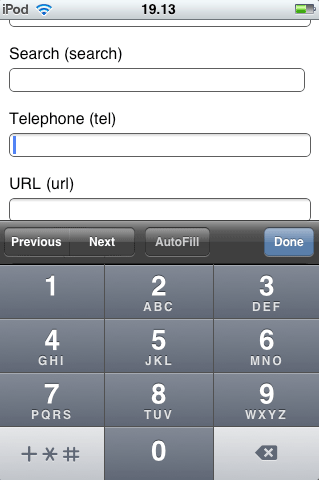 iPod 19.13
Search (search)
Telephone (tel)
URL (url)
Previous Next AutoFill Done
1 2 3
ABC DEF
4 5 6
GHI JKL MNO
7 8 9
PQRS TUV WXYZ
+*# 0